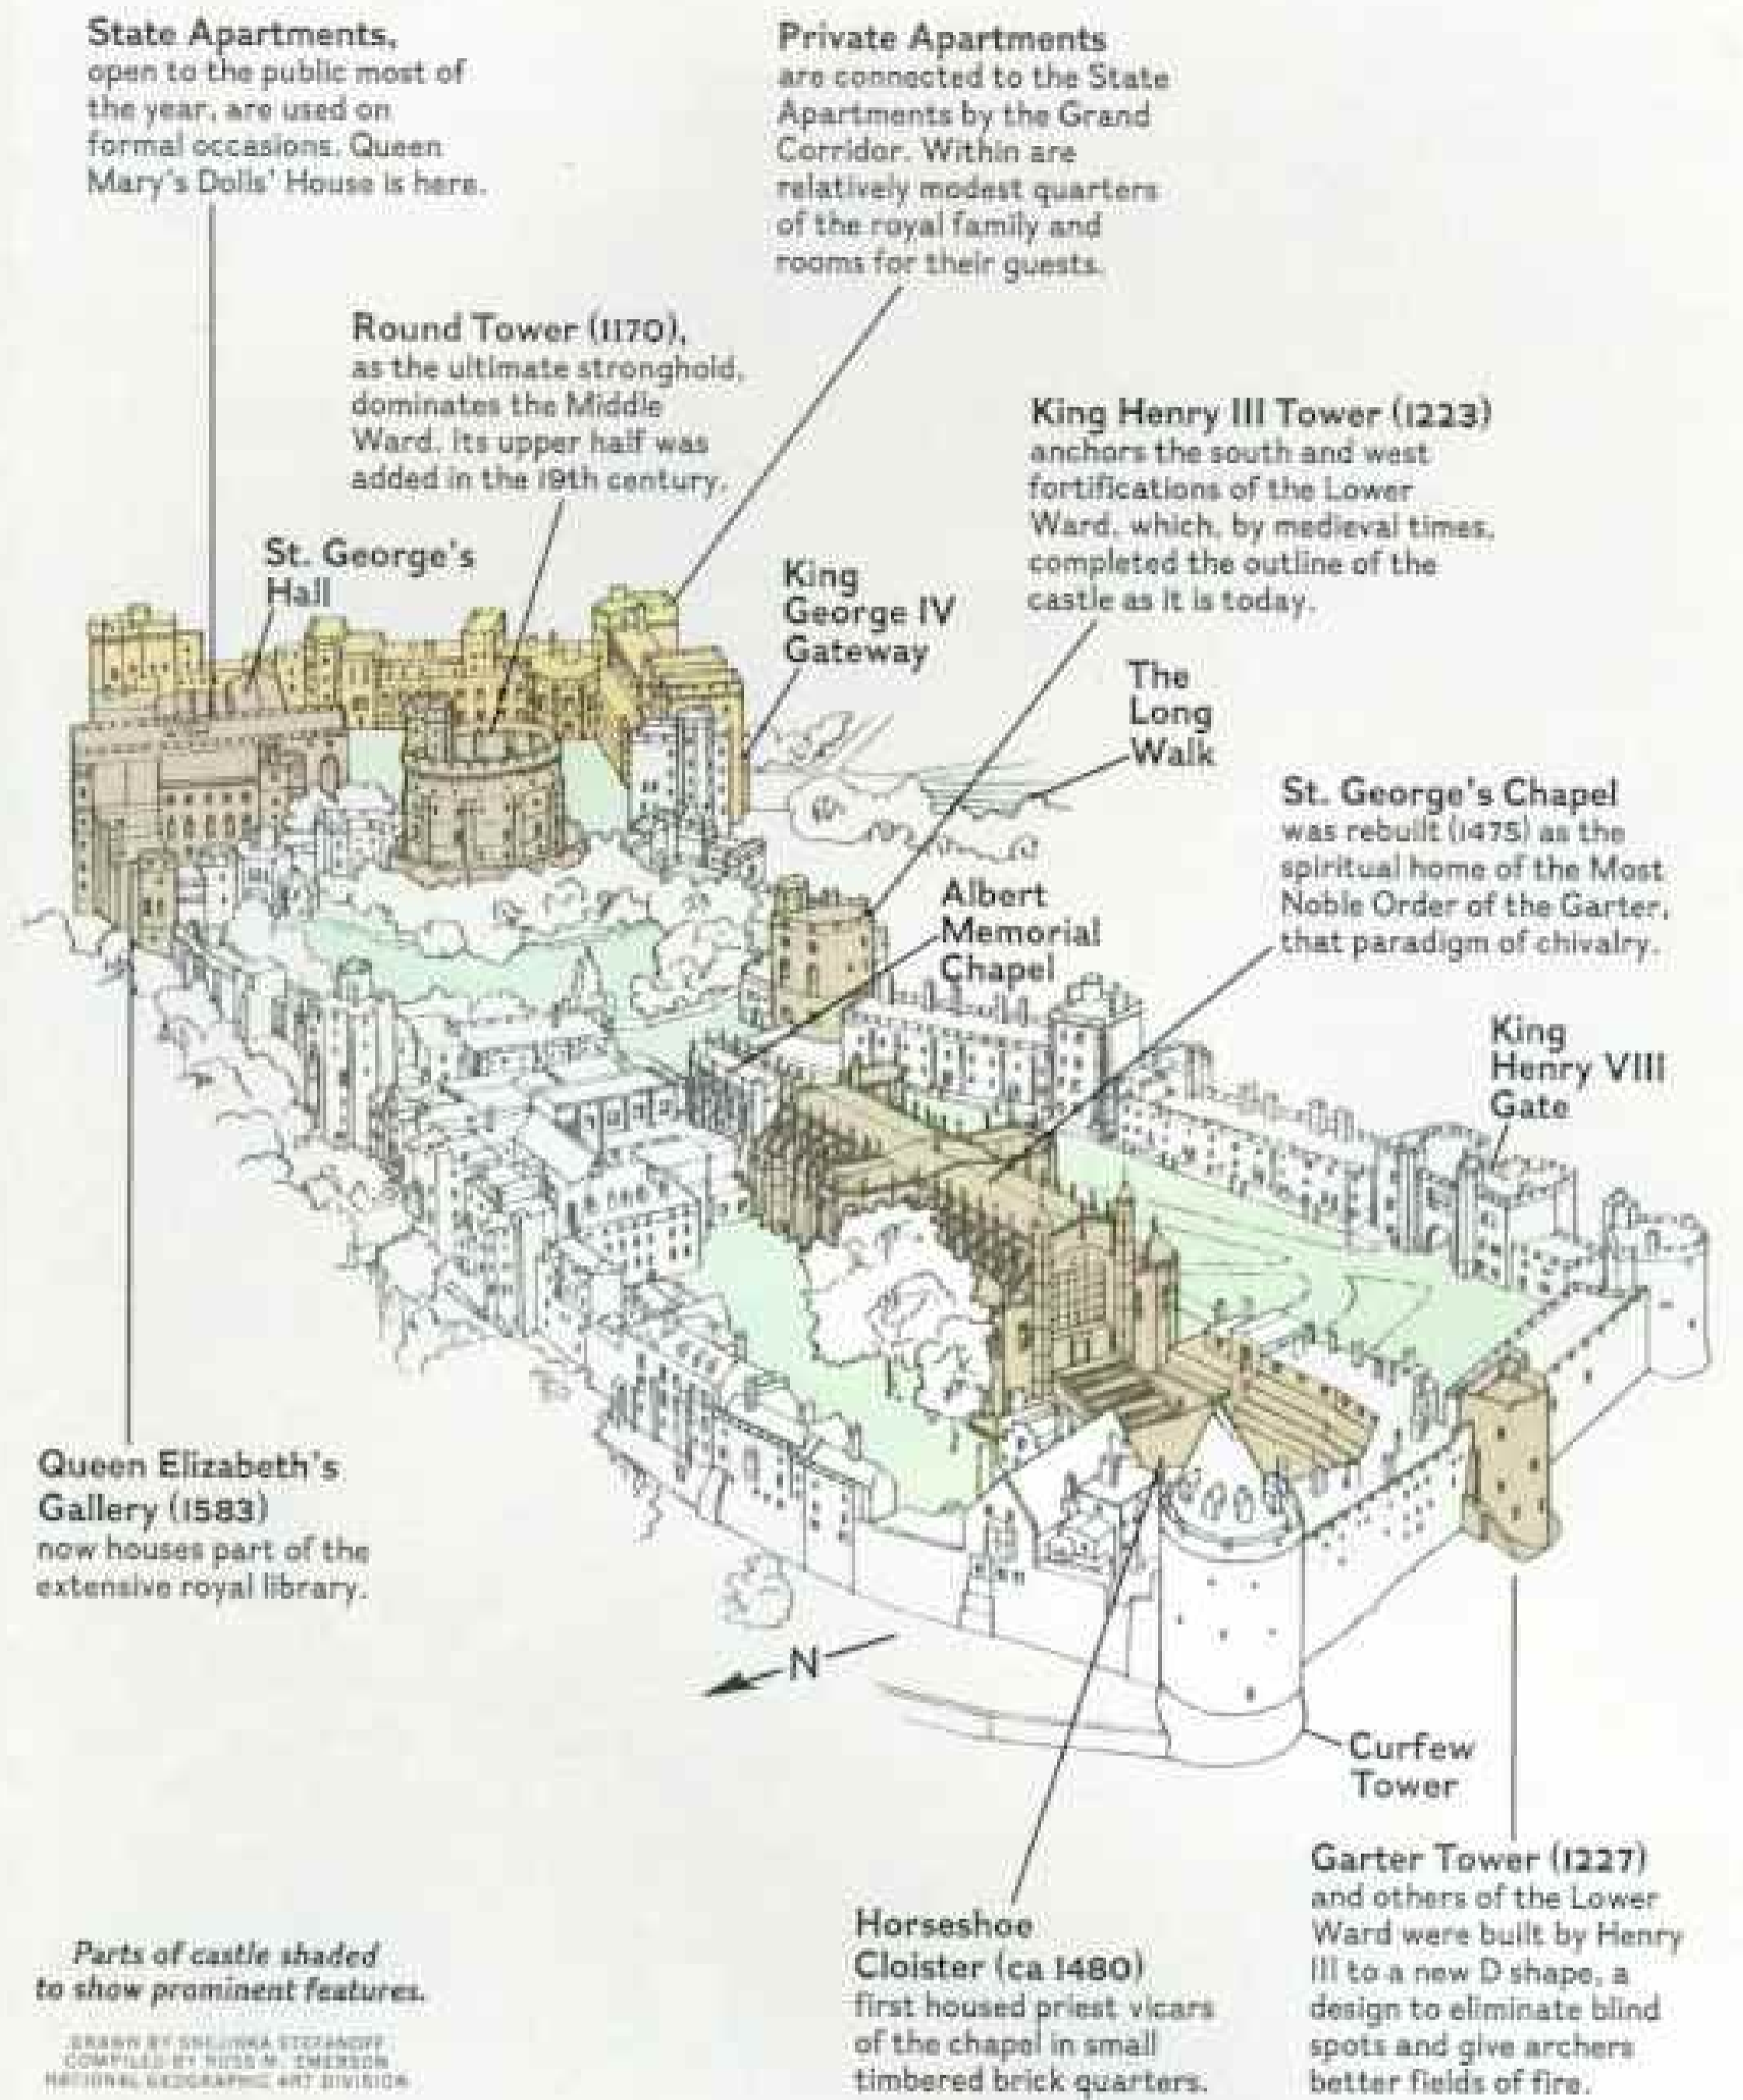 State Apartments,
open to the public most of
the year, are used on
formal occasions. Queen
Mary's Dolls' House is here.
Private Apartments
are connected to the State
Apartments by the Grand
Corridor. Within are
relatively modest quarters
of the royal family and
rooms for their guests.
Round Tower (1170),
as the ultimate stronghold,
dominates the Middle
Ward. Its upper half was
added in the 19th century.
King Henry III Tower (1223)
anchors the south and west
fortifications of the Lower
Ward, which, by medieval times,
completed the outline of the
castle as it is today.
St. George's
Hall
King
George IV
Gateway
The
Long
Walk
St. George's Chapel
was rebuilt (1475) as the
spiritual home of the Most
Noble Order of the Garter,
that paradigm of chivalry.
Albert
Memorial
Chapel
King
Henry VIII
Gate
Queen Elizabeth's
Gallery (1583)
now houses part of the
extensive royal library.
N
Curfew
Tower
Garter Tower (1227)
and others of the Lower
Ward were built by Henry
III to a new D shape, a
design to eliminate blind
spots and give archers
better fields of fire.
Horseshoe
Cloister (ca 1480)
first housed priest vicars
of the chapel in small
timbered brick quarters.
Parts of castle shaded
to show prominent features.
DRAWN BY SNEJINKA STEFANOFF
COMPILED BY ROSS M. EMERSON
NATIONAL GEOGRAPHIC ART DIVISION